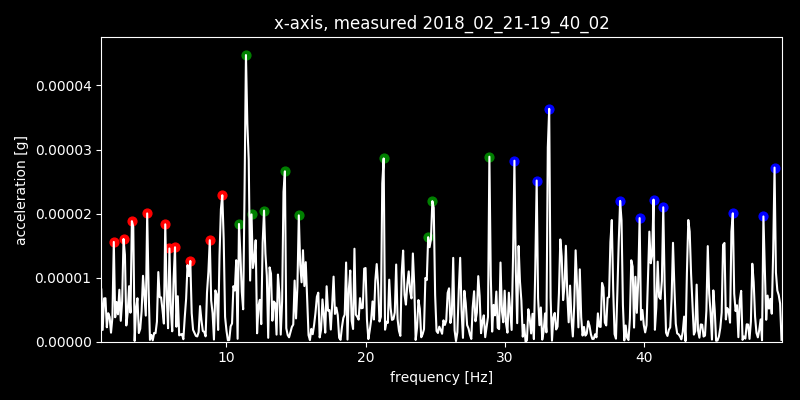 x-axis, measured 2018_02_21-19_40_02
acceleration [g]
0.00004
0.00003
0.00002
0.00001
0.00000
10 20 30 40
frequency [Hz]